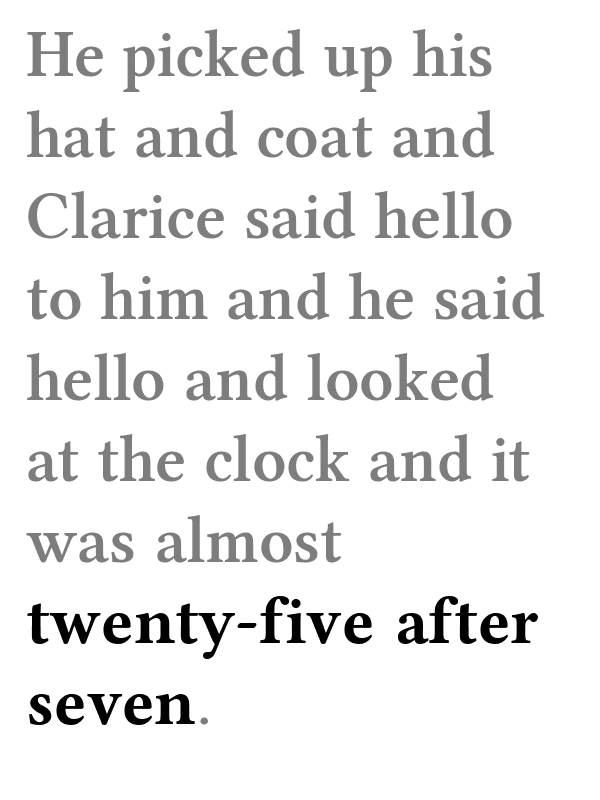 He picked up his
hat and coat and
Clarice said hello
to him and he said
hello and looked
at the clock and it
was almost
twenty-five after
seven.